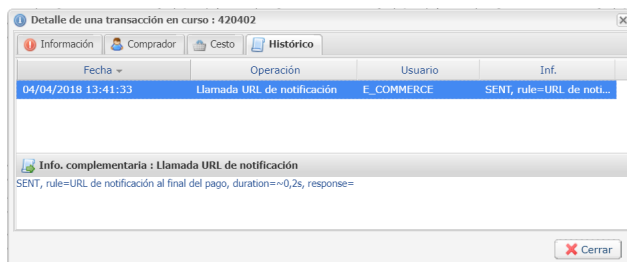 Detalle de una transacción en curso : 420402
Información Comprador Cesto Histórico
Fecha Operación Usuario Inf.
04/04/2018 13:41:33 Llamada URL de notificación E_COMMERCE SENT, rule=URL de noti...
Info. complementaria : Llamada URL de notificación
SENT, rule=URL de notificación al final del pago, duration=~0,2s, response=
Cerrar